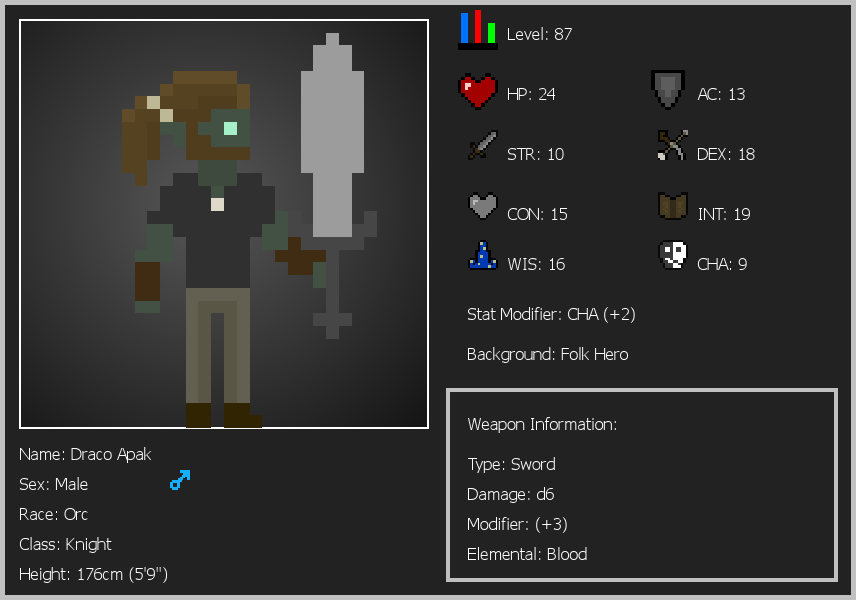 Level: 87
HP: 24
AC: 13
STR: 10
DEX: 18
CON: 15
INT: 19
WIS: 16
CHA: 9
Stat Modifier: CHA (+2)
Background: Folk Hero
Weapon Information:
Type: Sword
Damage: d6
Modifier: (+3)
Elemental: Blood
Name: Draco Apak
Sex: Male
Race: Orc
Class: Knight
Height: 176cm (5'9")